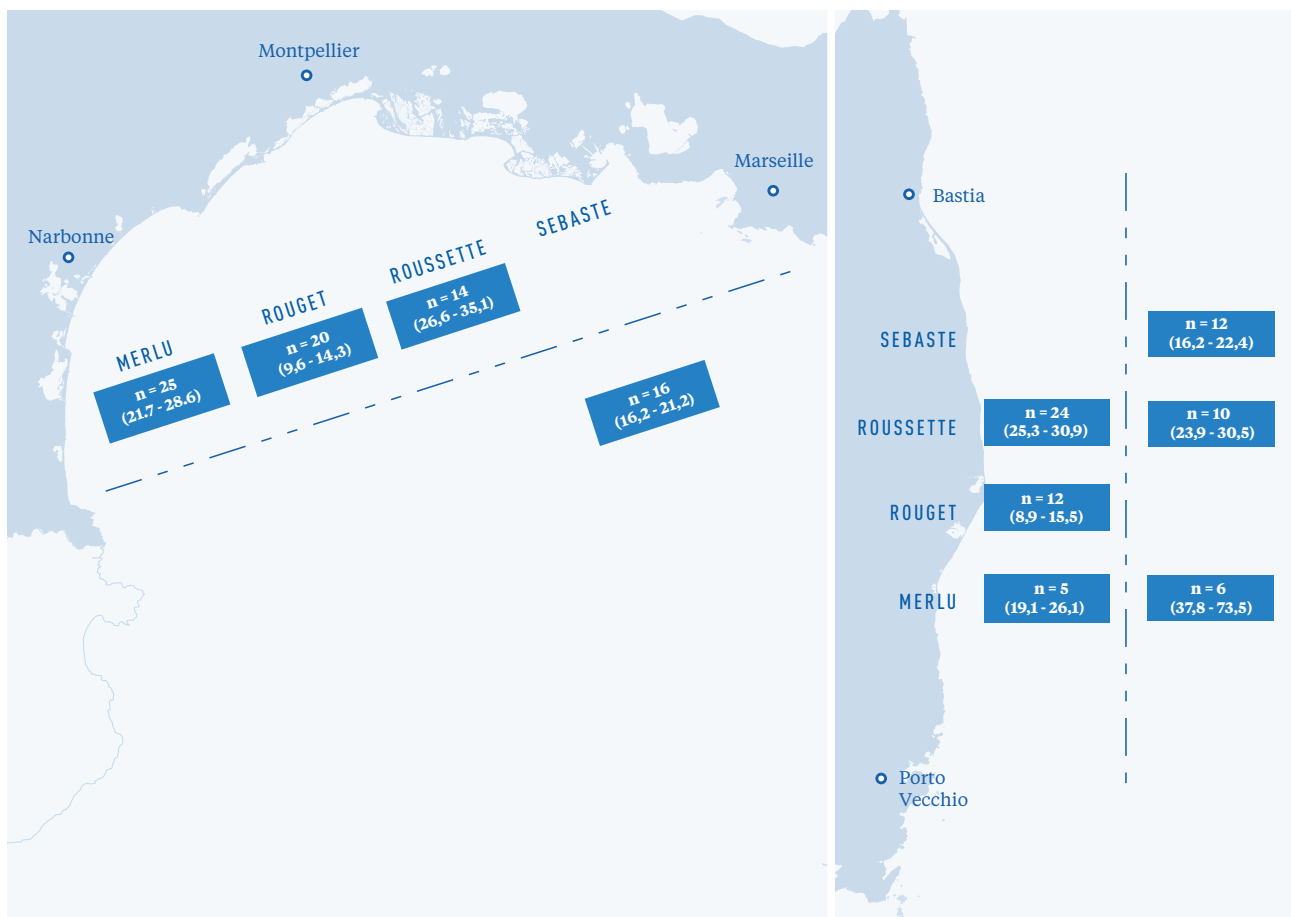 Montpellier
Marseille
Narbonne
SEBASTE
ROUSSETTE
n = 14
(26,6 - 35,1)
ROUGET
n = 20
(9,6 - 14,3)
MERLU
n = 25
(21.7 - 28.6)
n = 16
(16,2 - 21,2)
Bastia
SEBASTE
n = 12
(16,2 - 22,4)
ROUSSETTE
n = 24
(25,3 - 30,9)
n = 10
(23,9 - 30,5)
ROUGET
n = 12
(8,9 - 15,5)
MERLU
n = 5
(19,1 - 26,1)
n = 6
(37,8 - 73,5)
Porto
Vecchio